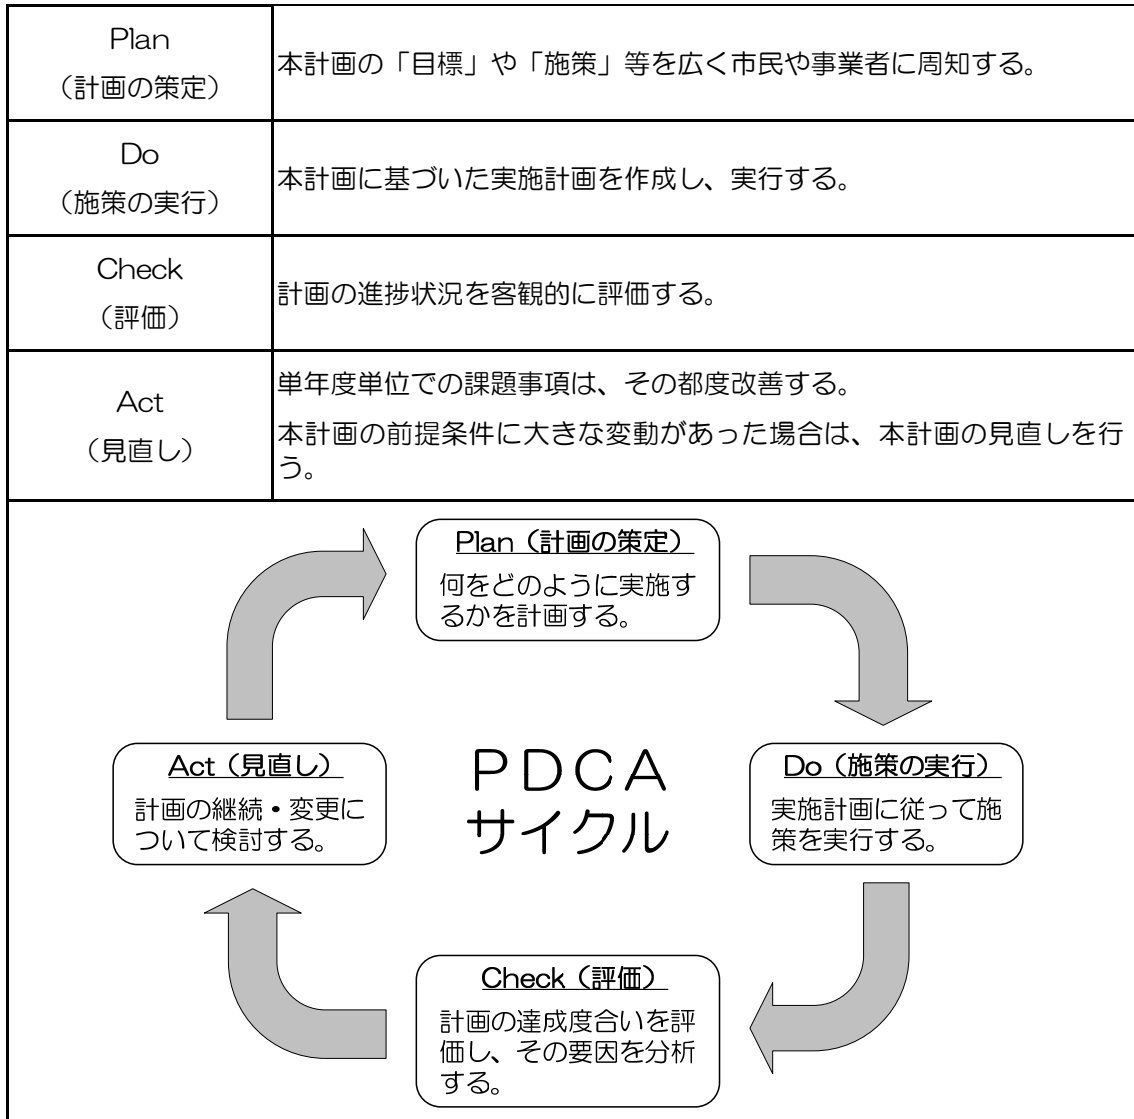 Plan
（計画の策定）
本計画の「目標」や「施策」等を広く市民や事業者に周知する。
Do
（施策の実行）
本計画に基づいた実施計画を作成し、実行する。
Check
（評価）
計画の進捗状況を客観的に評価する。
Act
（見直し）
単年度単位での課題事項は、その都度改善する。
本計画の前提条件に大きな変動があった場合は、本計画の見直しを行
う。
Plan（計画の策定）
何をどのように実施す
るかを計画する。
Act（見直し）
計画の継続・変更に
ついて検討する。
PDCA
サイクル
Do（施策の実行）
実施計画に従って施
策を実行する。
Check（評価）
計画の達成度合いを評
価し、その要因を分析
する。